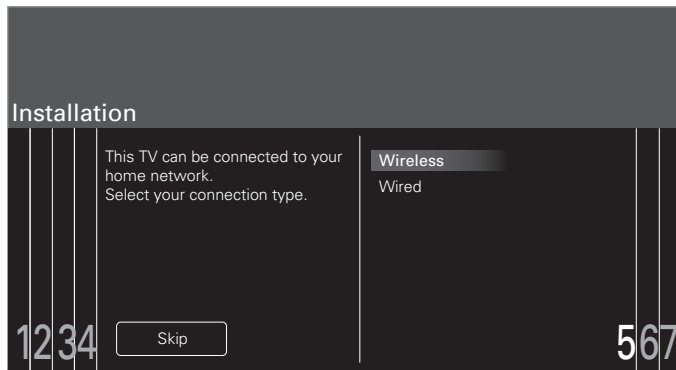 Installation
This TV can be connected to your
home network.
Select your connection type.
Wireless
Wired
1234
Skip
567